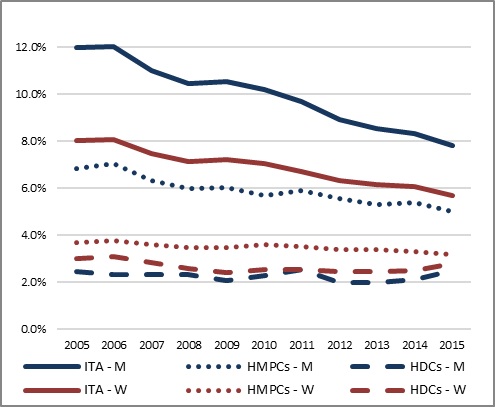 12.0%
10.0%
8.0%
6.0%
4.0%
2.0%
0.0%
2005 2006 2007 2008 2009 2010 2011 2012 2013 2014 2015
ITA - M HMPCs - M HDCs - M
ITA - W HMPCs - W HDCs - W